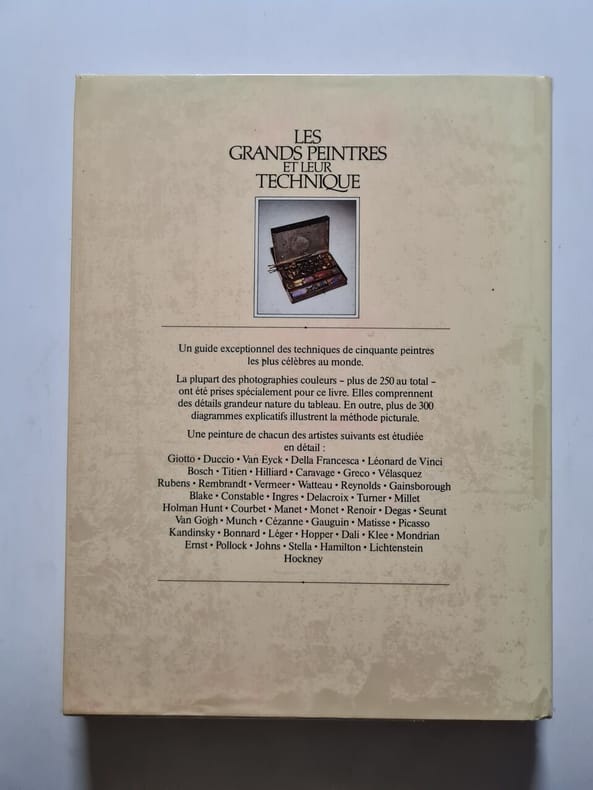 LES
GRANDS PEINTRES
ET LEUR
TECHNIQUE
Un guide exceptionnel des techniques de cinquante peintres
les plus célèbres au monde.
La plupart des photographies couleurs – plus de 250 au total –
ont été prises spécialement pour ce livre. Elles comprennent
des détails grandeur nature du tableau. En outre, plus de 300
diagrammes explicatifs illustrent la méthode picturale.
Une peinture de chacun des artistes suivants est étudiée
en détail :
Giotto • Duccio • Van Eyck • Della Francesca • Léonard de Vinci
Bosch • Titien • Hilliard • Caravage • Greco • Vélasquez
Rubens • Rembrandt • Vermeer • Watteau • Reynolds • Gainsborough
Blake • Constable • Ingres • Delacroix • Turner • Millet
Holman Hunt • Courbet • Manet • Monet • Renoir • Degas • Seurat
Van Gogh • Munch • Cézanne • Gauguin • Matisse • Picasso
Kandinsky • Bonnard • Léger • Hopper • Dali • Klee • Mondrian
Ernst • Pollock • Johns • Stella • Hamilton • Lichtenstein
Hockney